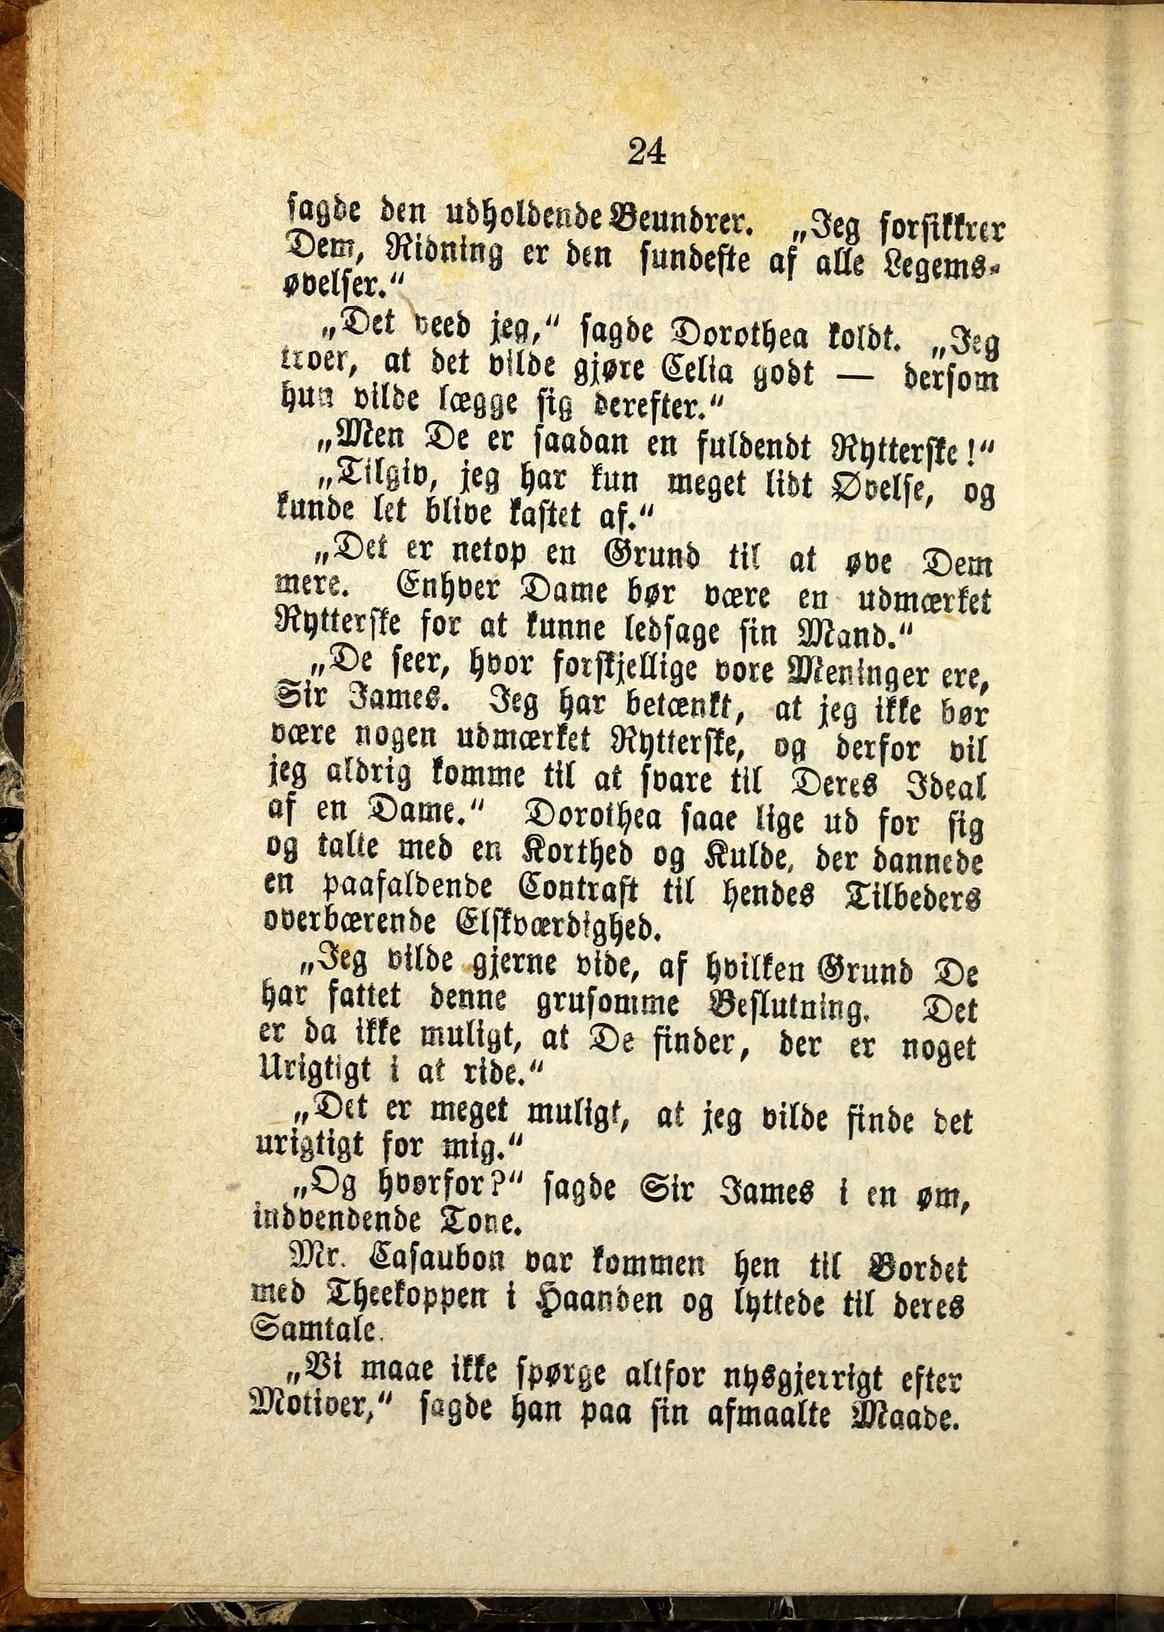 24
sagde den udholdende Beundrer. „Jeg forsikkrer
Dem, Ridning er den sundeste af alle Legems-
øvelser.“
„Det veed jeg,“ sagde Dorothea koldt. „Jeg
troer, at det vilde gjøre Celia godt — dersom
hun vilde lægge sig derefter.“
„Men De er saadan en fuldendt Rytterske!“
„Tilgiv, jeg har kun meget lidt Øvelse, og
kunde let blive kastet af.“
„Det er netop en Grund til at øve Dem
mere. Enhver Dame bør være en udmærket
Rytterske for at kunne ledsage sin Mand.“
„De seer, hvor forskjellige vore Meninger ere,
Sir James. Jeg har betænkt, at jeg ikke bør
være nogen udmærket Rytterske, og derfor vil
jeg aldrig komme til at svare til Deres Ideal
af en Dame.“ Dorothea saae lige ud for sig
og talte med en Korthed og Kulde, der dannede
en paafaldende Contrast til hendes Tilbeders
overbærende Elskværdighed.
„Jeg vilde gjerne vide, af hvilken Grund De
har fattet denne grusomme Beslutning. Det
er da ikke muligt, at De finder, der er noget
Urigtigt i at ride.“
„Det er meget muligt, at jeg vilde finde det
urigtigt for mig.“
„Og hvorfor?“ sagde Sir James i en øm,
indvendende Tone.
Mr. Casaubon var kommen hen til Bordet
med Theekoppen i Haanden og lyttede til deres
Samtale.
„Vi maae ikke spørge altfor nysgjerrigt efter
Motiver,“ sagde han paa sin afmaalte Maade.